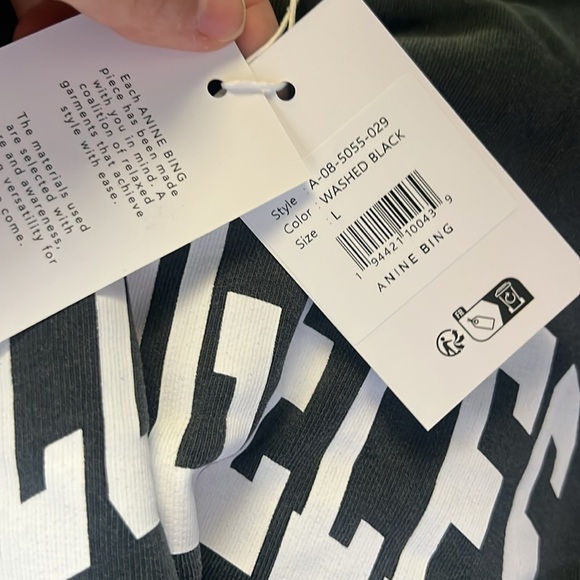 Each ANINE BING
piece has been made
with you in mind. A
coalition of relaxed
garments that achieve
style with ease.
The materials used
are selected with
re and awareness,
versatility for
come.
Style : A-08-5055-029
Color : WASHED BLACK
Size : L
1 94421 10043 9
ANINE BING
FR